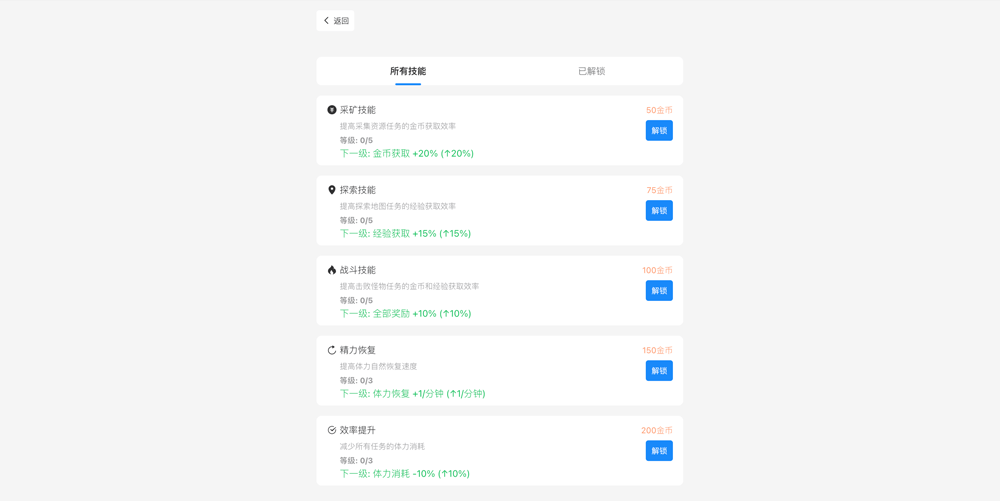 返回
所有技能
已解锁
采矿技能
50金币
提高采集资源任务的金币获取效率
解锁
等级: 0/5
下一级: 金币获取 +20% (↑20%)
探索技能
75金币
提高探索地图任务的经验获取效率
解锁
等级: 0/5
下一级: 经验获取 +15% (↑15%)
战斗技能
100金币
提高击败怪物任务的金币和经验获取效率
解锁
等级: 0/5
下一级: 全部奖励 +10% (↑10%)
精力恢复
150金币
提高体力自然恢复速度
解锁
等级: 0/3
下一级: 体力恢复 +1/分钟 (↑1/分钟)
效率提升
200金币
减少所有任务的体力消耗
解锁
等级: 0/3
下一级: 体力消耗 -10% (↑10%)